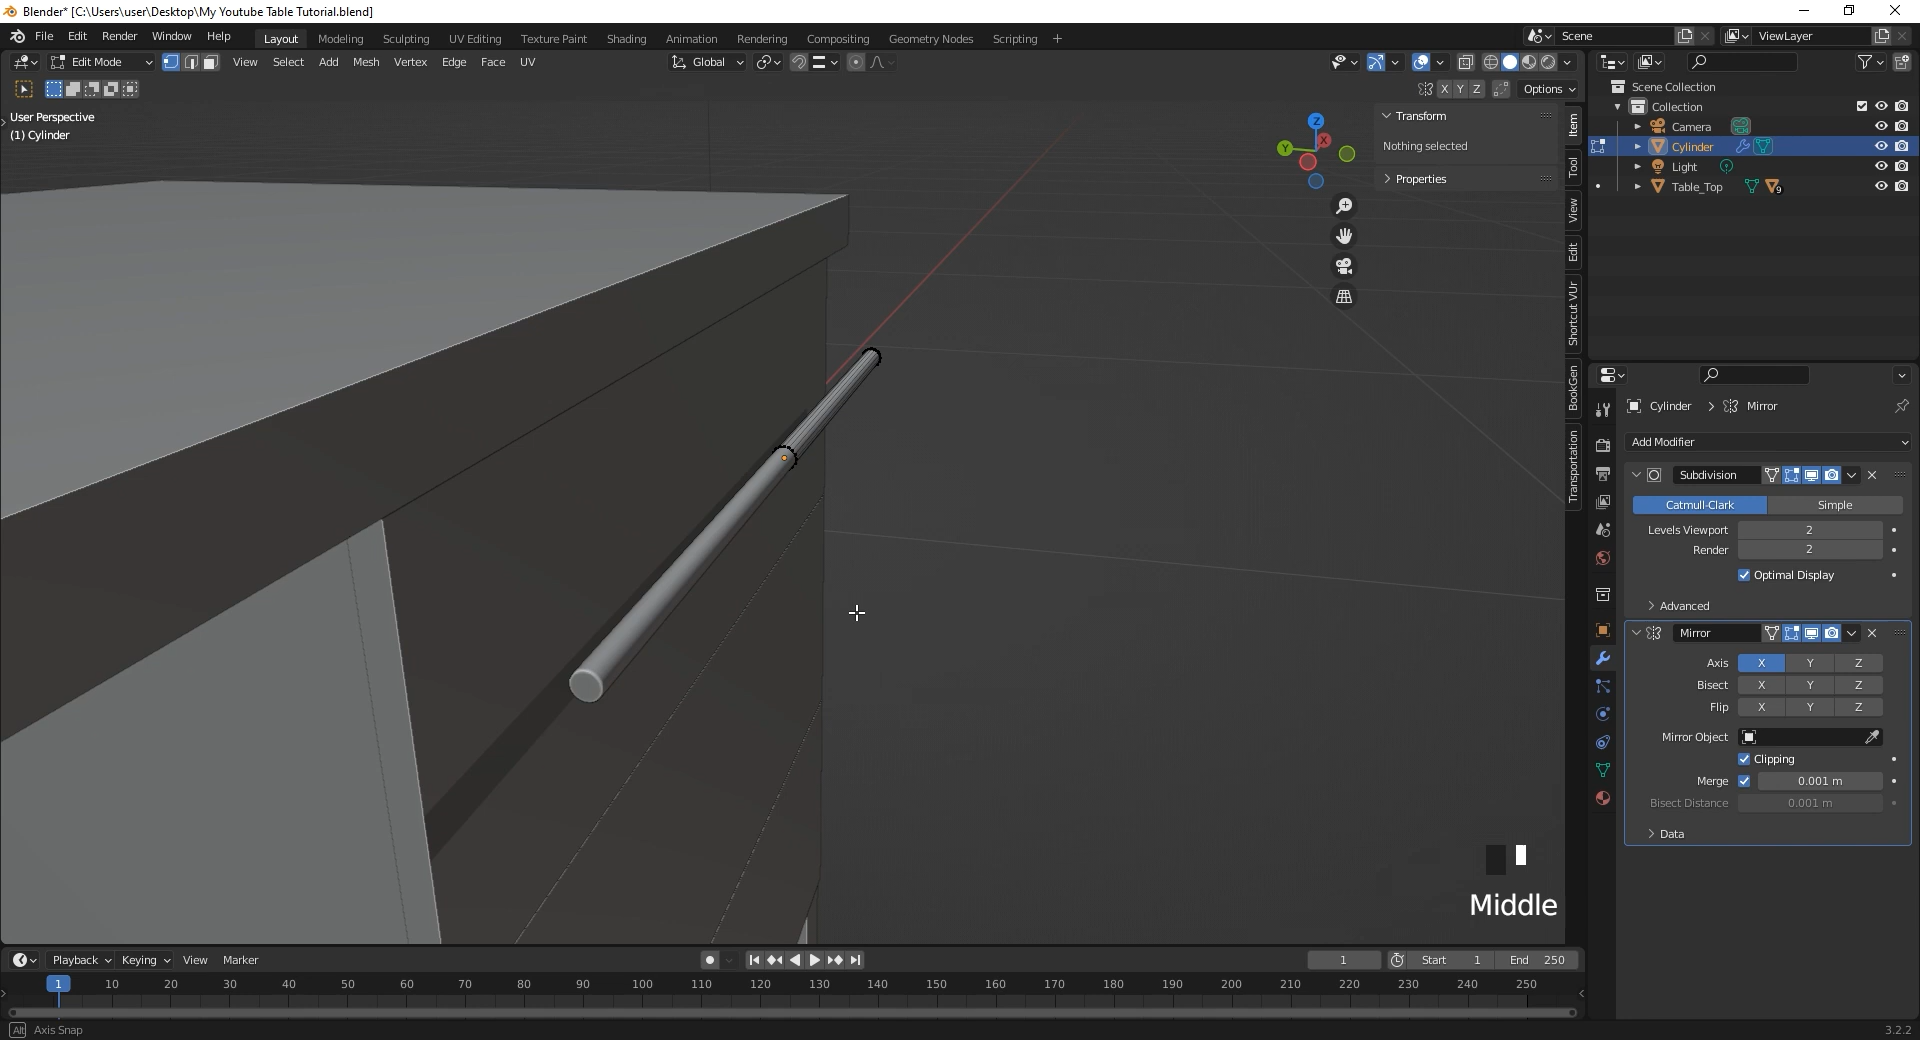 Blender* [C:\Users\user\Desktop\My Youtube Table Tutorial.blend]
File Edit Render Window Help Layout Modeling Sculpting UV Editing Texture Paint Shading Animation Rendering Compositing Geometry Nodes Scripting + Scene ViewLayer
Edit Mode View Select Add Mesh Vertex Edge Face UV Global
X Y Z Options
User Perspective
(1) Cylinder
Transform
Nothing selected
Properties
Z
X
Y
Item
Tool
View
Edit
Shortcut VUr
BookGen
Transportation
Scene Collection
Collection
Camera
Cylinder
Light
Table_Top 9
Cylinder > Mirror
Add Modifier
Subdivision
Catmull-Clark Simple
Levels Viewport 2
Render 2
Optimal Display
Advanced
Mirror
Axis X Y Z
Bisect X Y Z
Flip X Y Z
Mirror Object
Clipping
Merge 0.001 m
Bisect Distance 0.001 m
Data
Middle
Playback Keying View Marker 1 Start 1 End 250
1 10 20 30 40 50 60 70 80 90 100 110 120 130 140 150 160 170 180 190 200 210 220 230 240 250
Alt Axis Snap 3.2.2